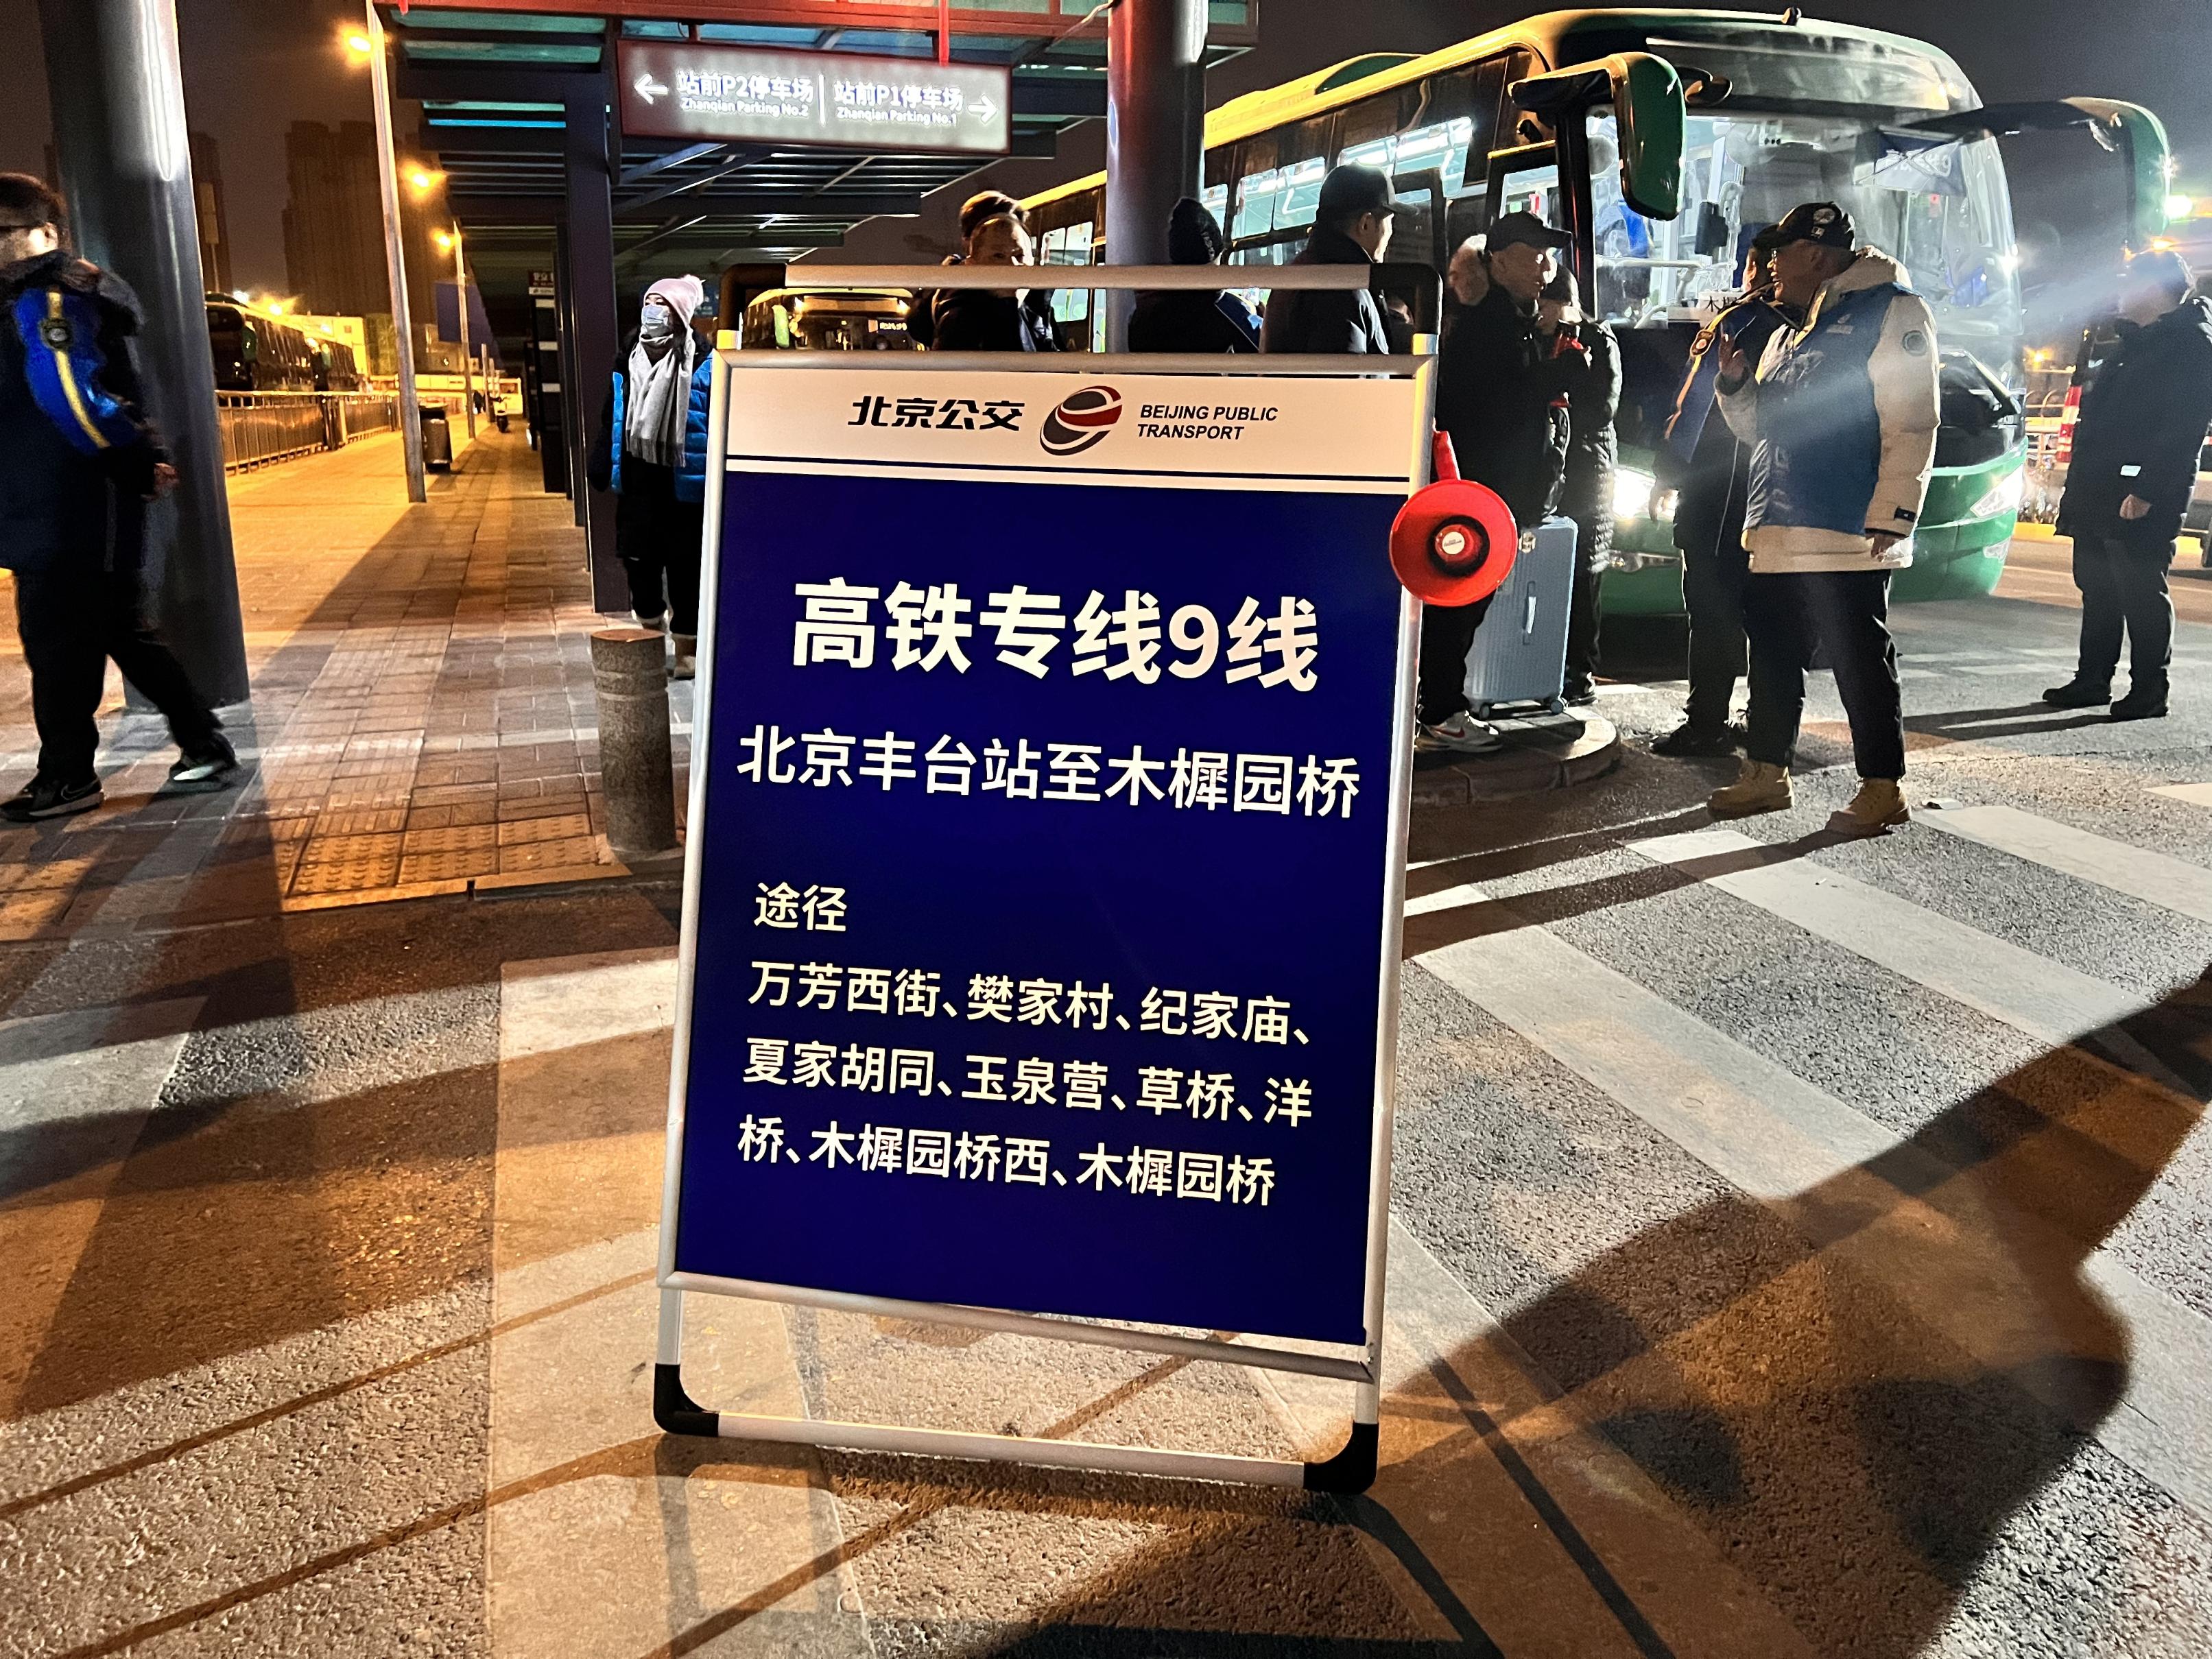 站前P2停车场 站前P1停车场
Zhanqian Parking No.2 Zhanqian Parking No.1
北京公交
BEIJING PUBLIC
TRANSPORT
高铁专线9线
北京丰台站至木樨园桥
途径
万芳西街、樊家村、纪家庙、
夏家胡同、玉泉营、草桥、洋
桥、木樨园桥西、木樨园桥